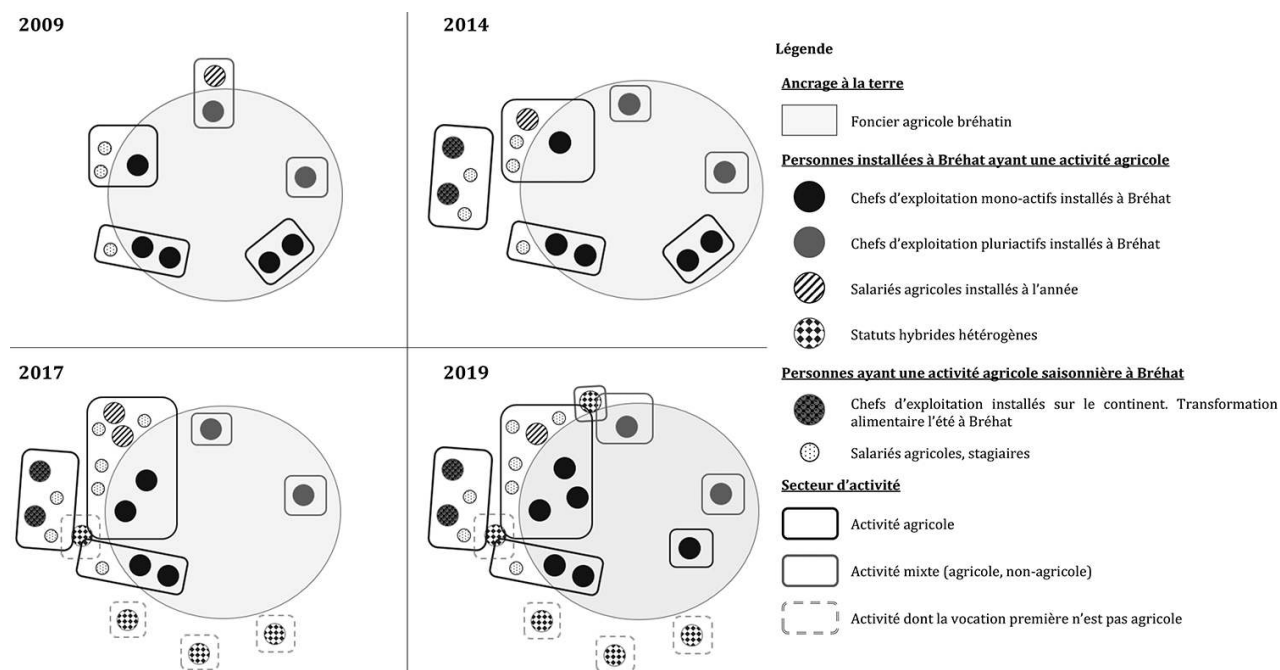 2009
2014
2017
2019
Légende
Ancrage à la terre
Foncier agricole bréhatin
Personnes installées à Bréhat ayant une activité agricole
Chefs d'exploitation mono-actifs installés à Bréhat
Chefs d'exploitation pluriactifs installés à Bréhat
Salariés agricoles installés à l'année
Statuts hybrides hétérogènes
Personnes ayant une activité agricole saisonnière à Bréhat
Chefs d'exploitation installés sur le continent. Transformation
alimentaire l'été à Bréhat
Salariés agricoles, stagiaires
Secteur d'activité
Activité agricole
Activité mixte (agricole, non-agricole)
Activité dont la vocation première n'est pas agricole